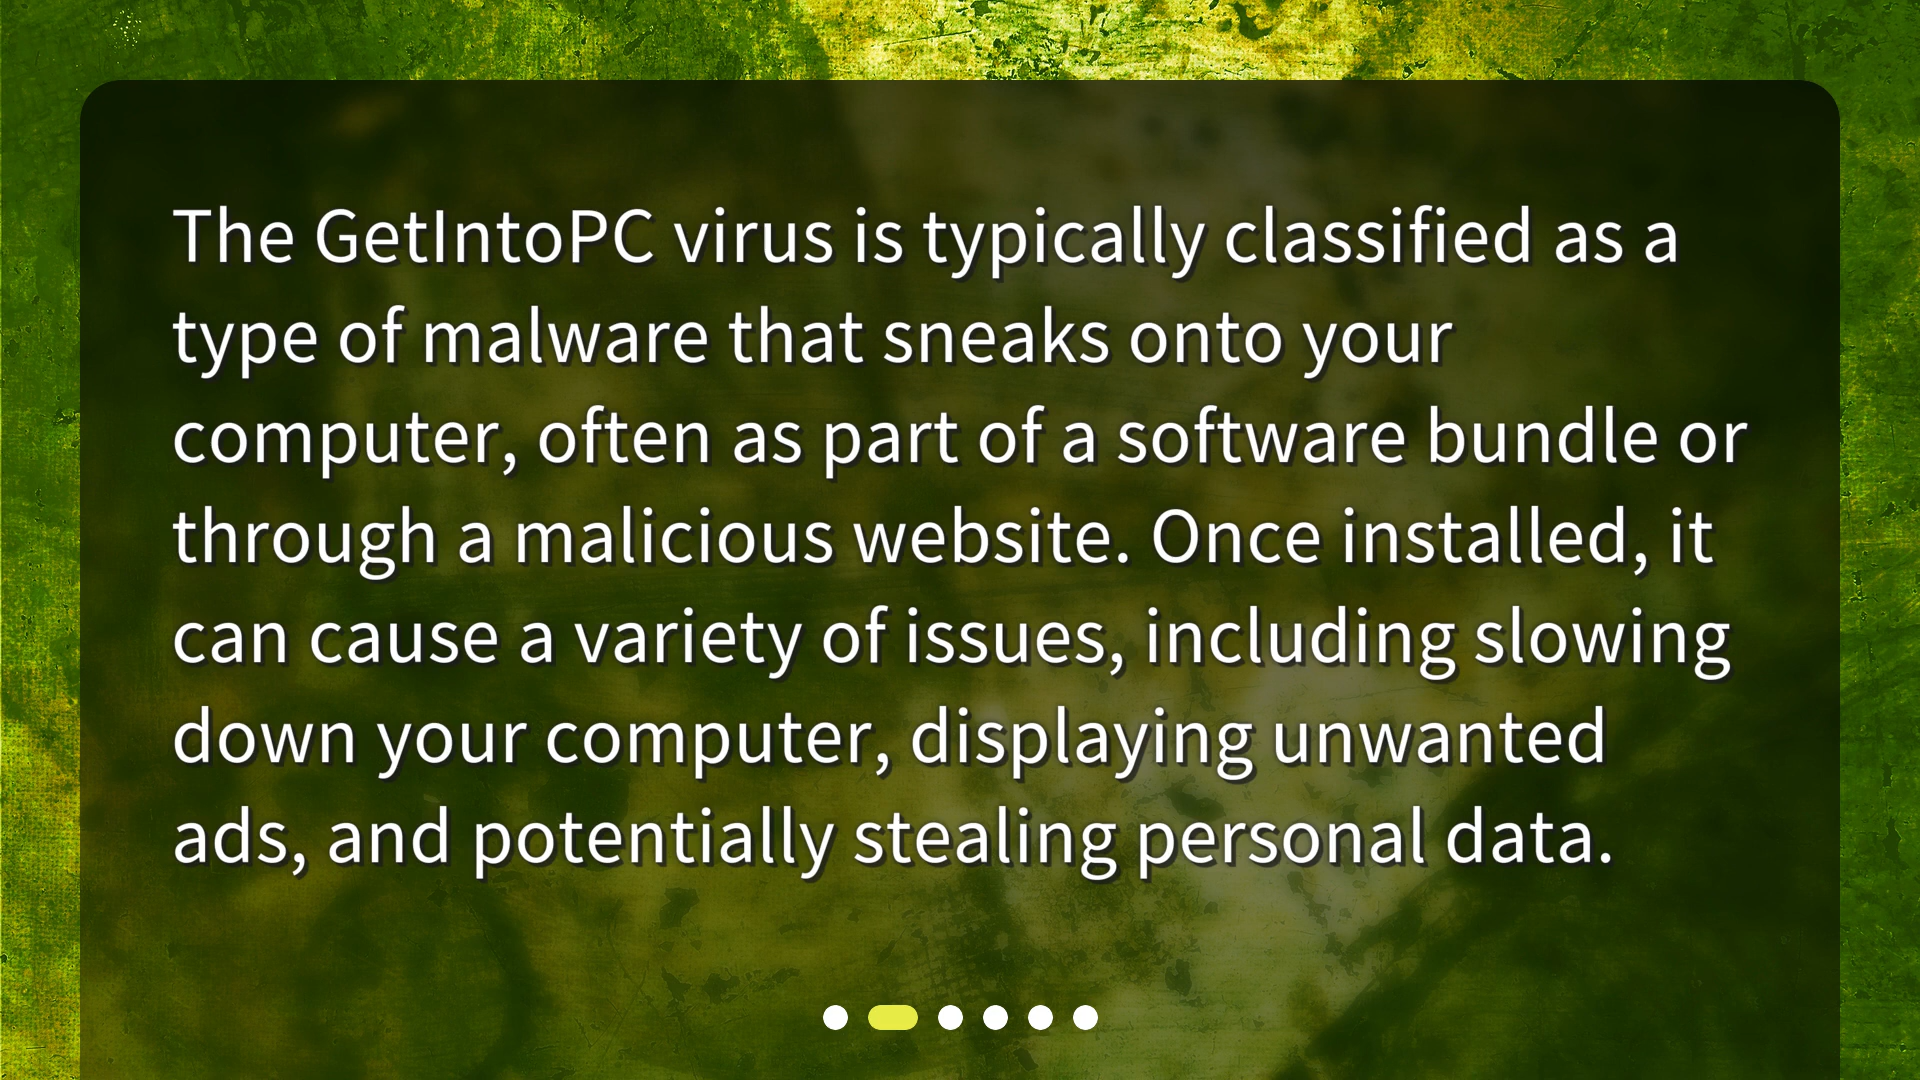 The GetIntoPC virus is typically classified as a
type of malware that sneaks onto your
computer, often as part of a software bundle or
through a malicious website. Once installed, it
can cause a variety of issues, including slowing
down your computer, displaying unwanted
ads, and potentially stealing personal data.